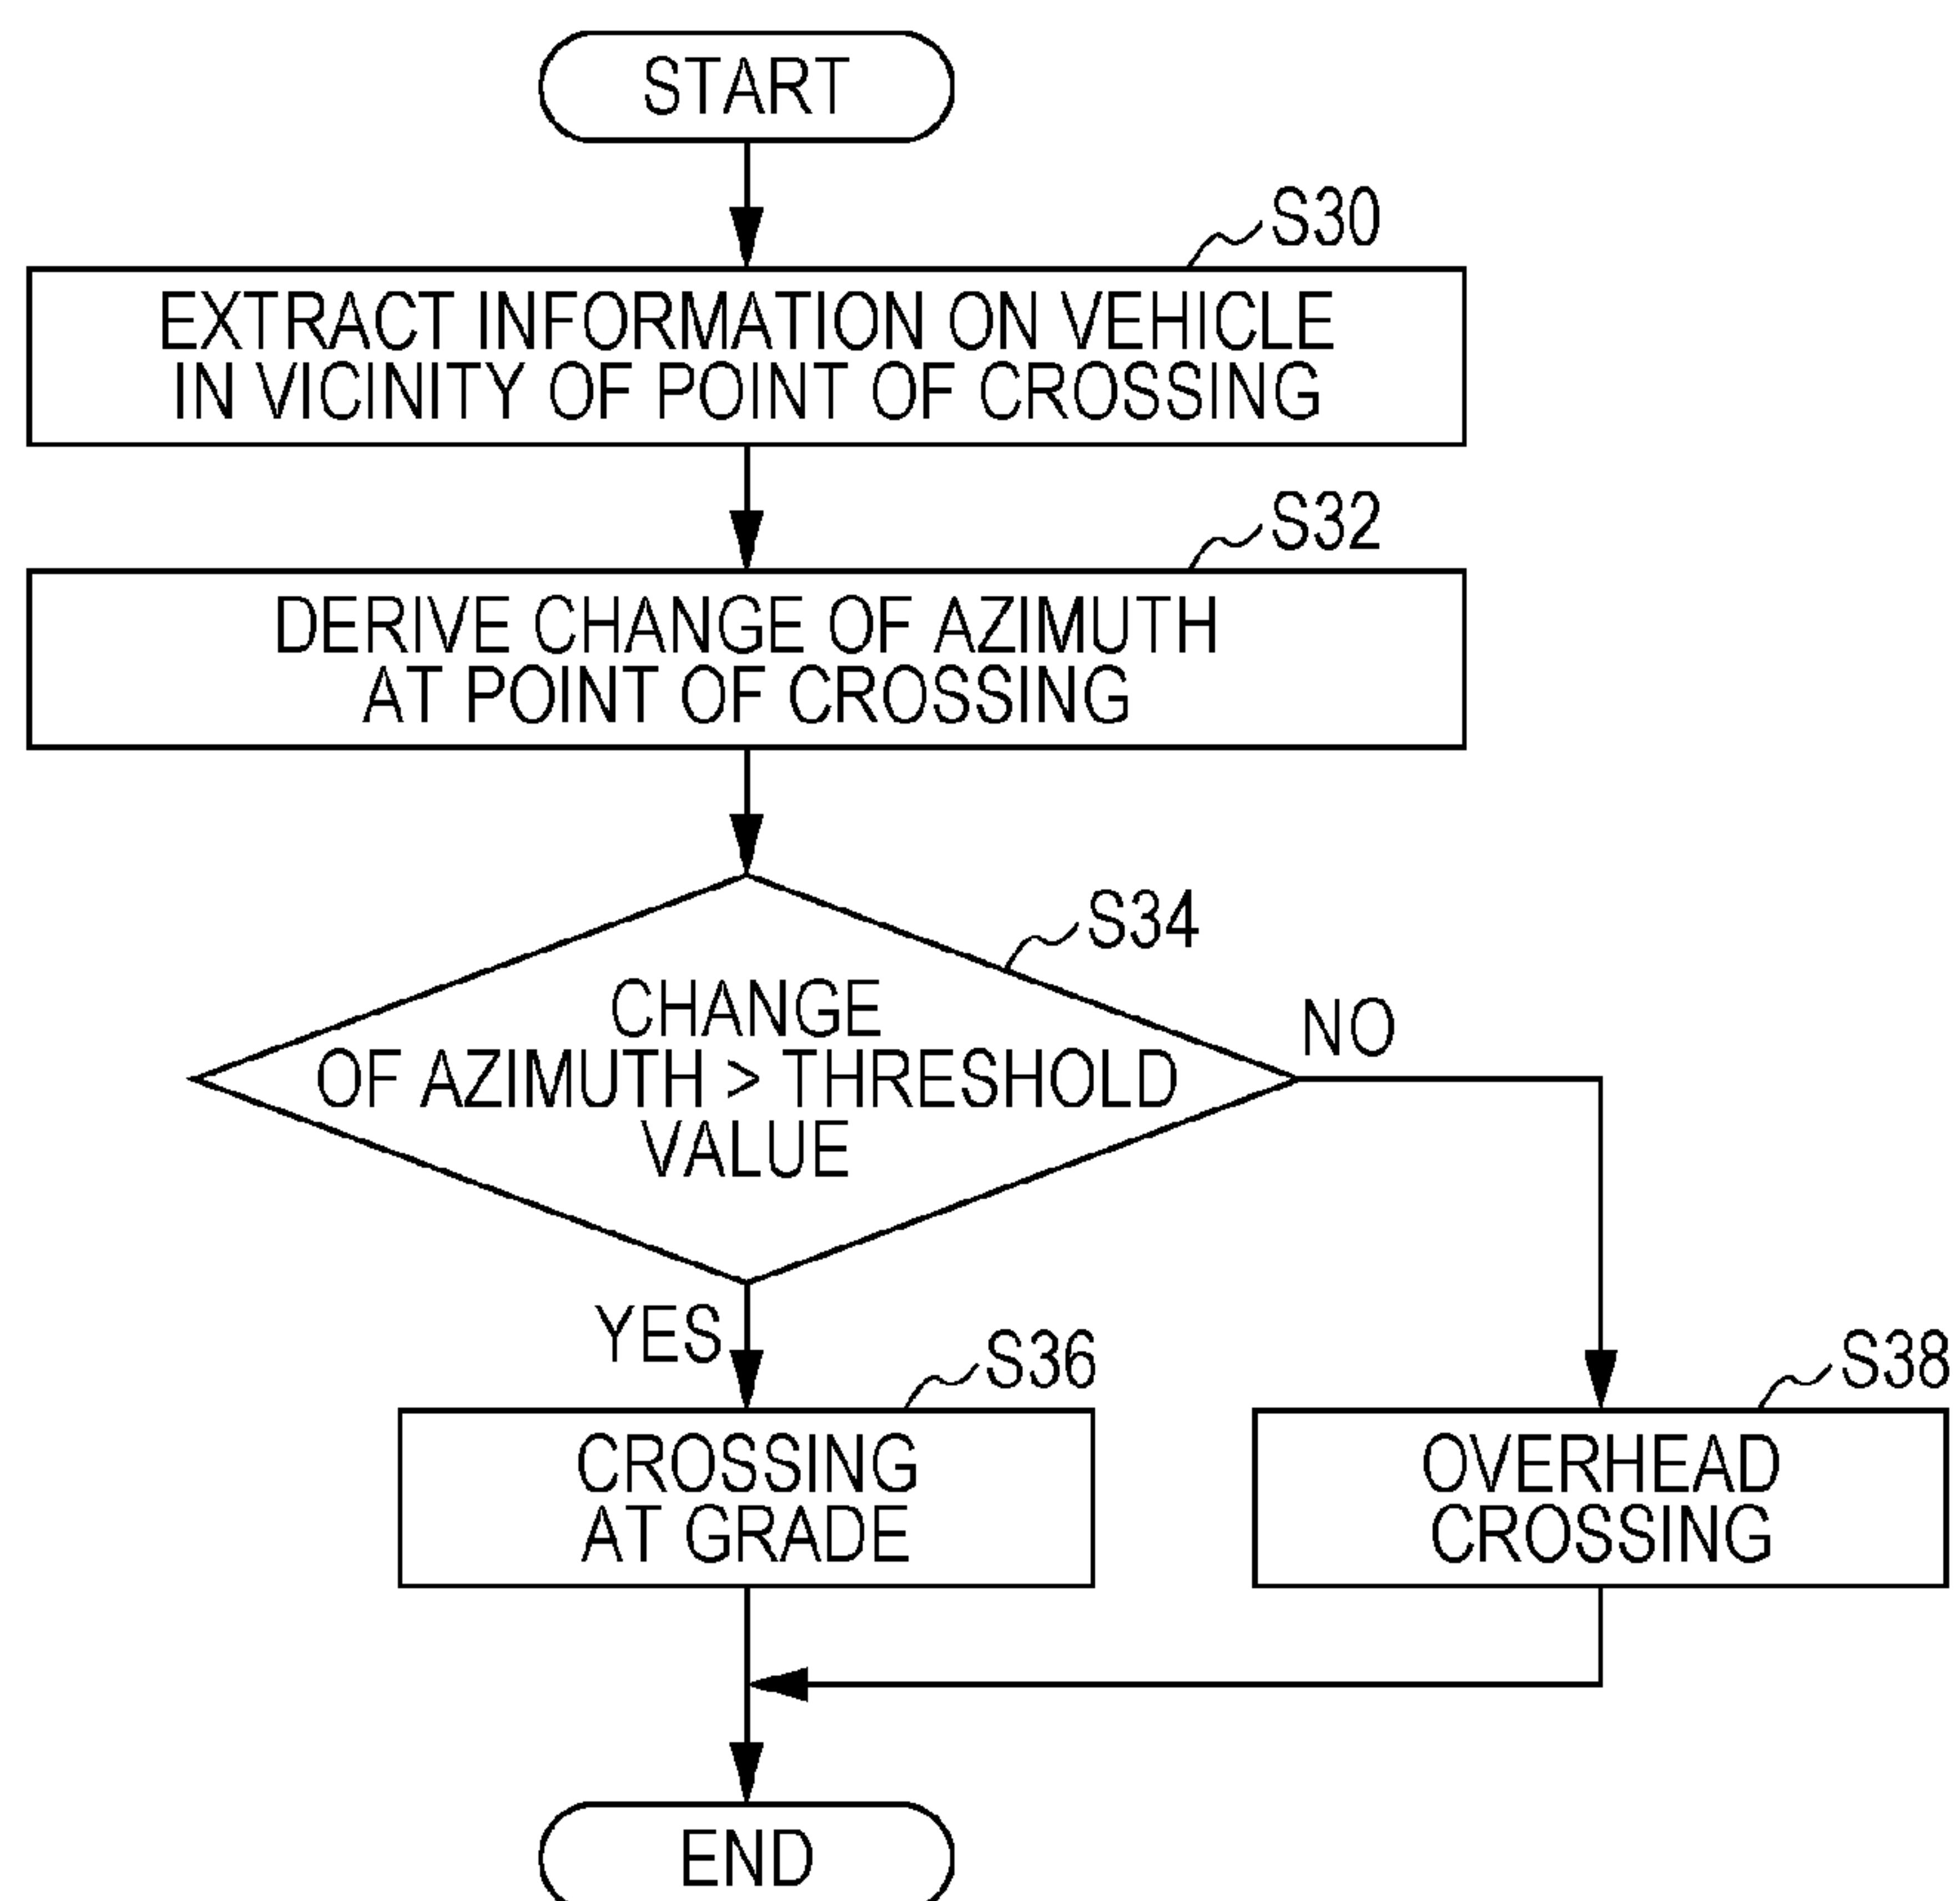 START
S30
EXTRACT INFORMATION ON VEHICLE
IN VICINITY OF POINT OF CROSSING
S32
DERIVE CHANGE OF AZIMUTH
AT POINT OF CROSSING
S34
CHANGE
OF AZIMUTH > THRESHOLD
VALUE
NO
YES
S36
CROSSING
AT GRADE
S38
OVERHEAD
CROSSING
END